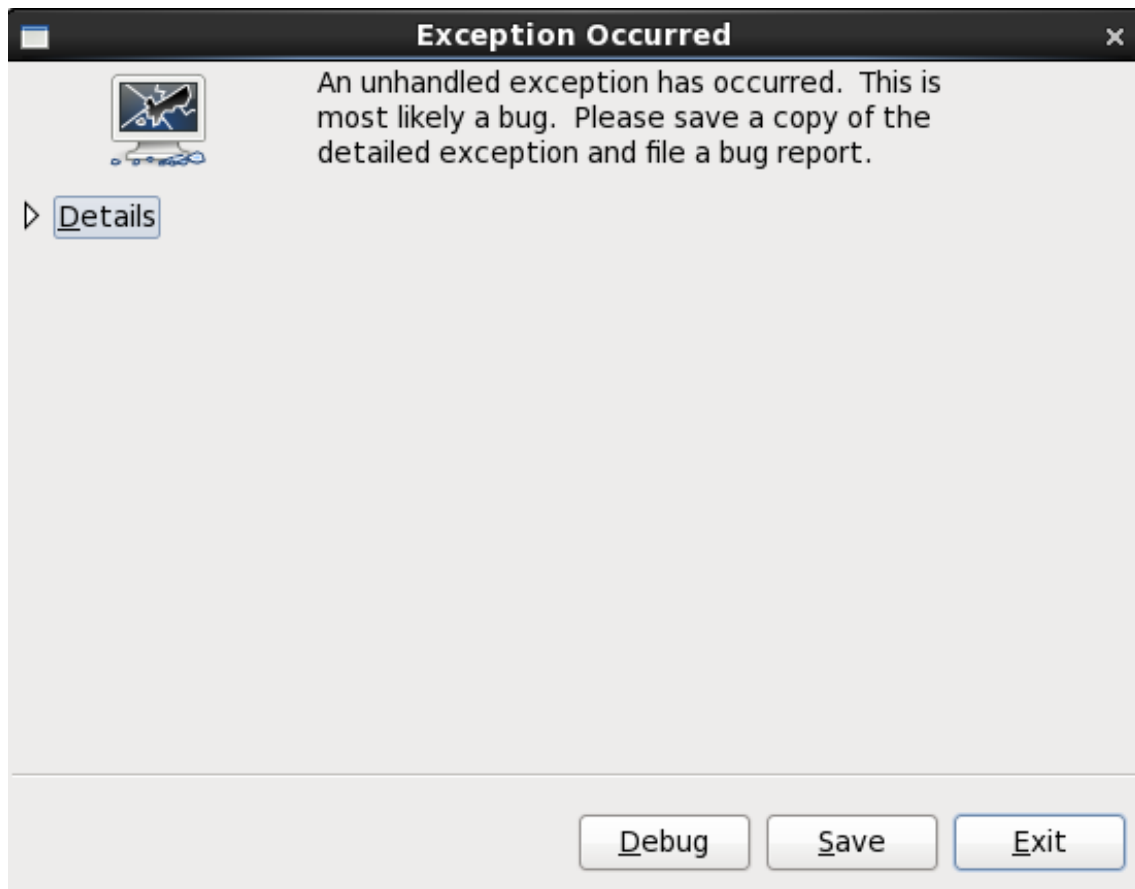 Exception Occurred
An unhandled exception has occurred.  This is
most likely a bug.  Please save a copy of the
detailed exception and file a bug report.
Details
Debug
Save
Exit